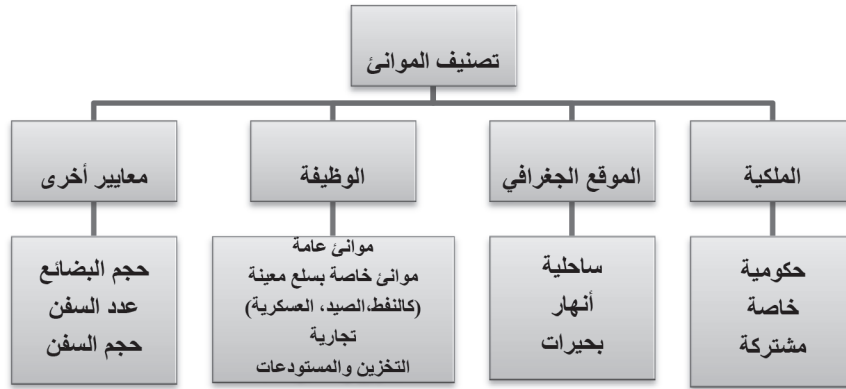 تصنيف الموانئ
الملكية
الموقع الجغرافي
الوظيفة
معايير أخرى
حكومية
خاصة
مشتركة
ساحلية
أنهار
بحيرات
موانئ عامة
موانئ خاصة بسلع معينة
(كالنفط،الصيد، العسكرية)
تجارية
التخزين والمستودعات
حجم البضائع
عدد السفن
حجم السفن